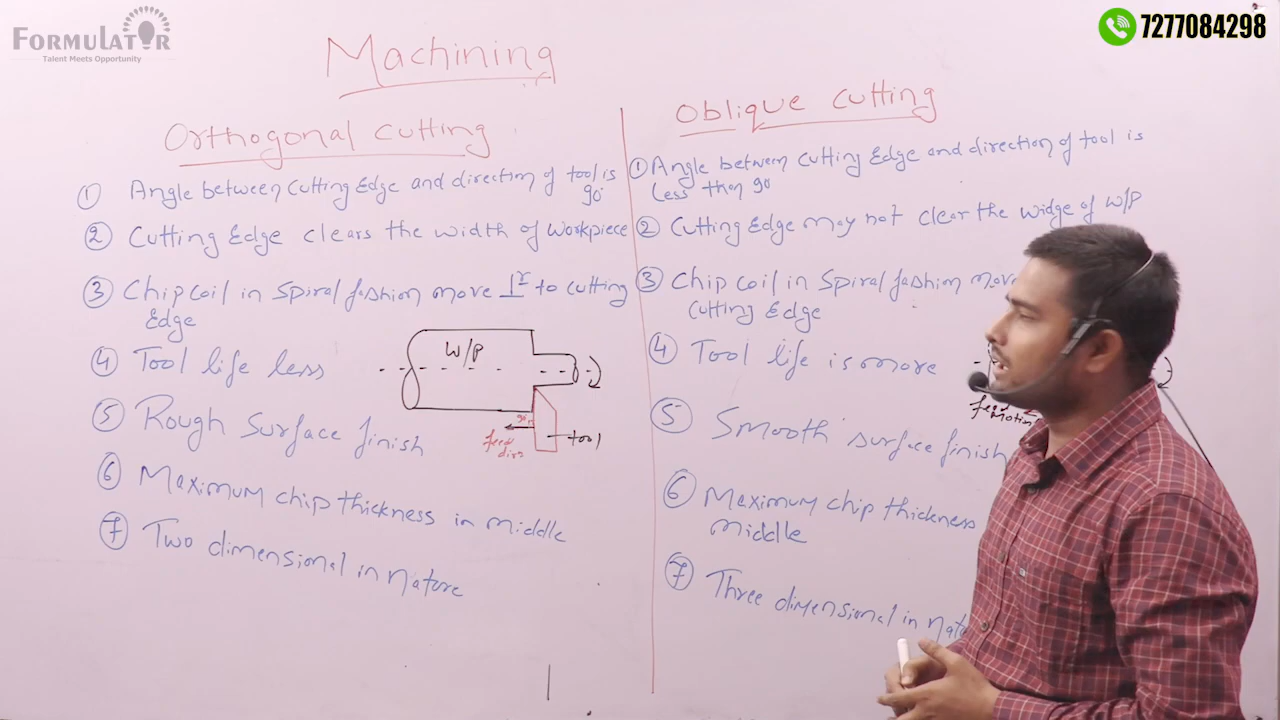 FORMULATOR
Talent Meets Opportunity
7277084298
Machining
Orthogonal cutting
① Angle between cutting Edge and direction of tool is
90°
② Cutting Edge clears the width of workpiece
③ Chip coil in spiral fashion move ⊥r to cutting
Edge
④ Tool life less
⑤ Rough surface finish
⑥ Maximum chip thickness in middle
⑦ Two dimensional in nature
W/P
90°
feed
dirn
tool
Oblique cutting
① Angle between cutting Edge and direction of tool is
less then 90
② Cutting Edge may not clear the widge of W/P
③ Chip coil in spiral fashion move
cutting Edge
④ Tool life is more
⑤ Smooth surface finish
⑥ Maximum chip thickness
middle
⑦ Three dimensional in natu
feed
Motion